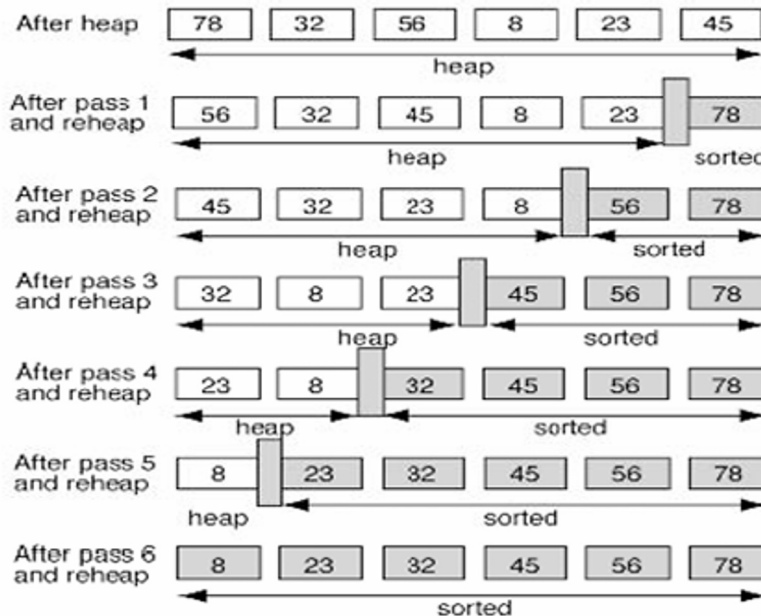 After heap 78 32 56 8 23 45
heap
After pass 1
and reheap 56 32 45 8 23 78
heap sorted
After pass 2
and reheap 45 32 23 8 56 78
heap sorted
After pass 3
and reheap 32 8 23 45 56 78
heap sorted
After pass 4
and reheap 23 8 32 45 56 78
heap sorted
After pass 5
and reheap 8 23 32 45 56 78
heap sorted
After pass 6
and reheap 8 23 32 45 56 78
sorted